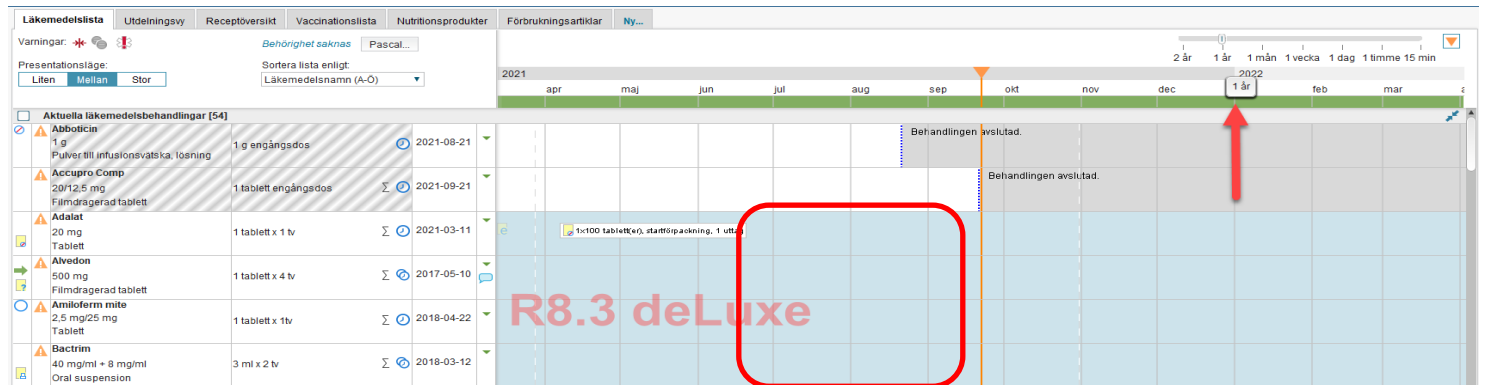 Läkemedelslista Utdelningsvy Receptöversikt Vaccinationslista Nutritionsprodukter Förbrukningsartiklar Ny...
Varningar:
Behörighet saknas Pascal...
Presentationsläge:
Sortera lista enligt:
Liten Mellan Stor
Läkemedelsnamn (A-Ö)
2 år 1 år 1 mån 1 vecka 1 dag 1 timme 15 min
2021 2022
apr maj jun jul aug sep okt nov dec 1 år feb mar a
Aktuella läkemedelsbehandlingar [54]
Abboticin
1 g
Pulver till infusionsvätska, lösning
1 g engångsdos
2021-08-21
Behandlingen avslutad.
Accupro Comp
20/12,5 mg
Filmdragerad tablett
1 tablett engångsdos
Σ
2021-09-21
Behandlingen avslutad.
Adalat
20 mg
Tablett
1 tablett x 1 tv
Σ
2021-03-11
e
1x100 tablett(er), startförpackning, 1 uttag
Alvedon
500 mg
Filmdragerad tablett
1 tablett x 4 tv
Σ
2017-05-10
Amiloferm mite
2,5 mg/25 mg
Tablett
1 tablett x 1tv
Σ
2018-04-22
R8.3 deLuxe
Bactrim
40 mg/ml + 8 mg/ml
Oral suspension
3 ml x 2 tv
Σ
2018-03-12